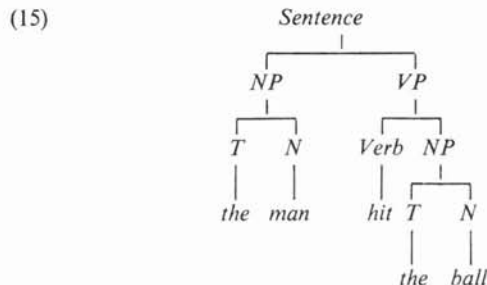 (15) Sentence
NP VP
T N Verb NP
the man hit T N
the ball